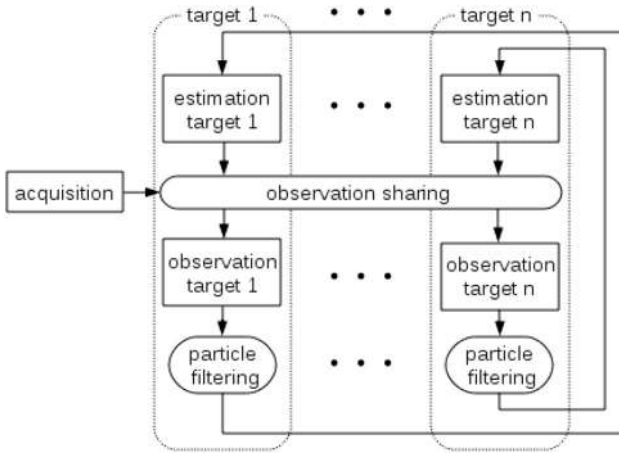 target 1
target n
estimation
target 1
estimation
target n
acquisition
observation sharing
observation
target 1
observation
target n
particle
filtering
particle
filtering